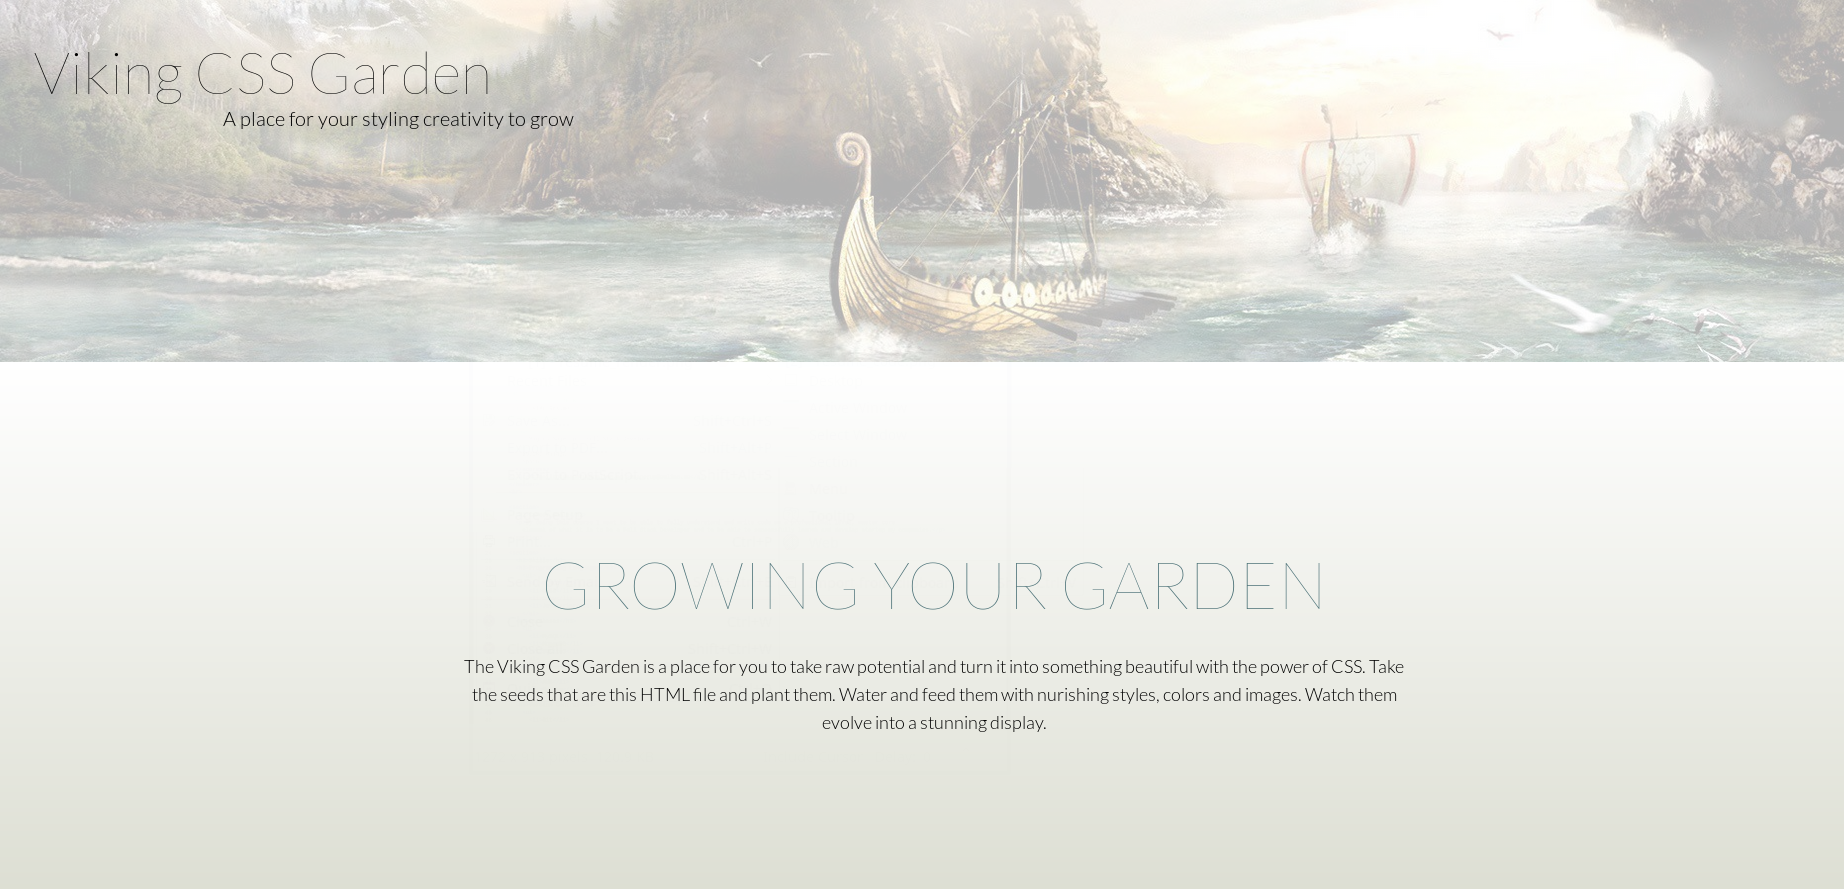 Viking CSS Garden
A place for your styling creativity to grow
GROWING YOUR GARDEN
The Viking CSS Garden is a place for you to take raw potential and turn it into something beautiful with the power of CSS. Take
the seeds that are this HTML file and plant them. Water and feed them with nurishing styles, colors and images. Watch them
evolve into a stunning display.